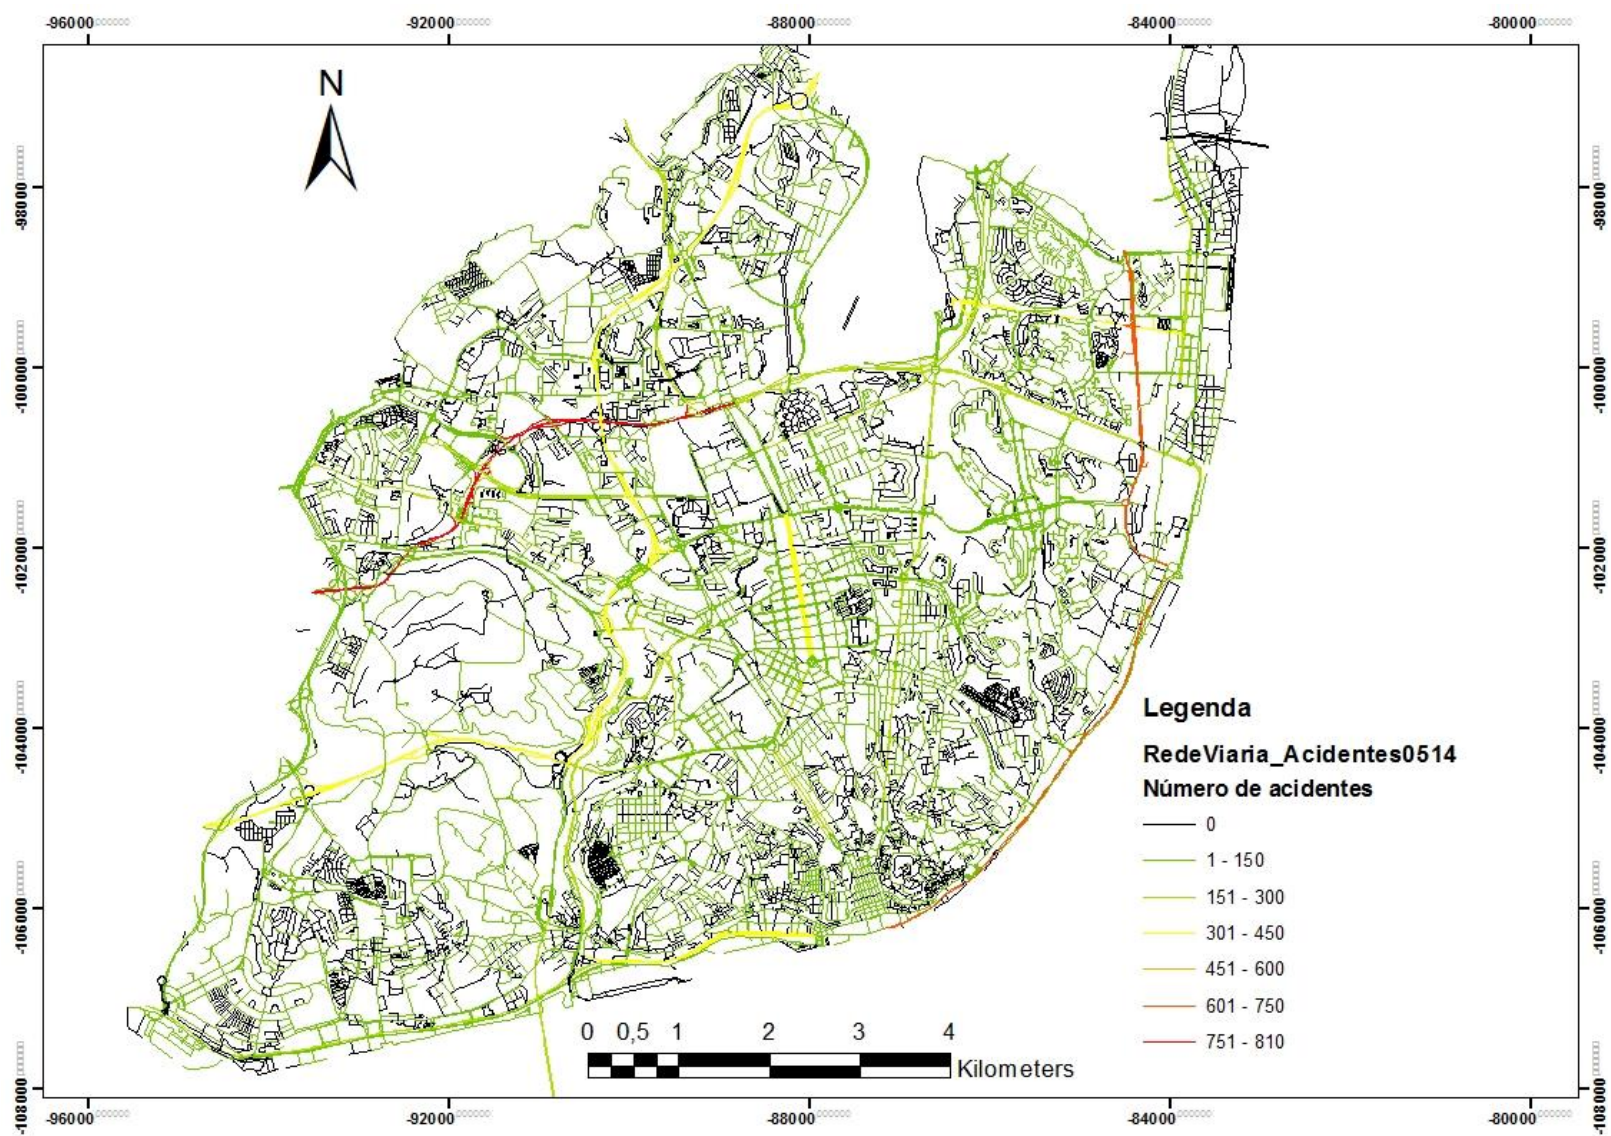 -96000 -92000 -88000 -84000 -80000
N
-98000 -98000
-100000 -100000
-102000 -102000
-104000 -104000
-106000 -106000
-108000 -108000
Legenda
RedeViaria_Acidentes0514
Número de acidentes
0
1 - 150
151 - 300
301 - 450
451 - 600
601 - 750
751 - 810
0 0,5 1 2 3 4
Kilometers
-96000 -92000 -88000 -84000 -80000